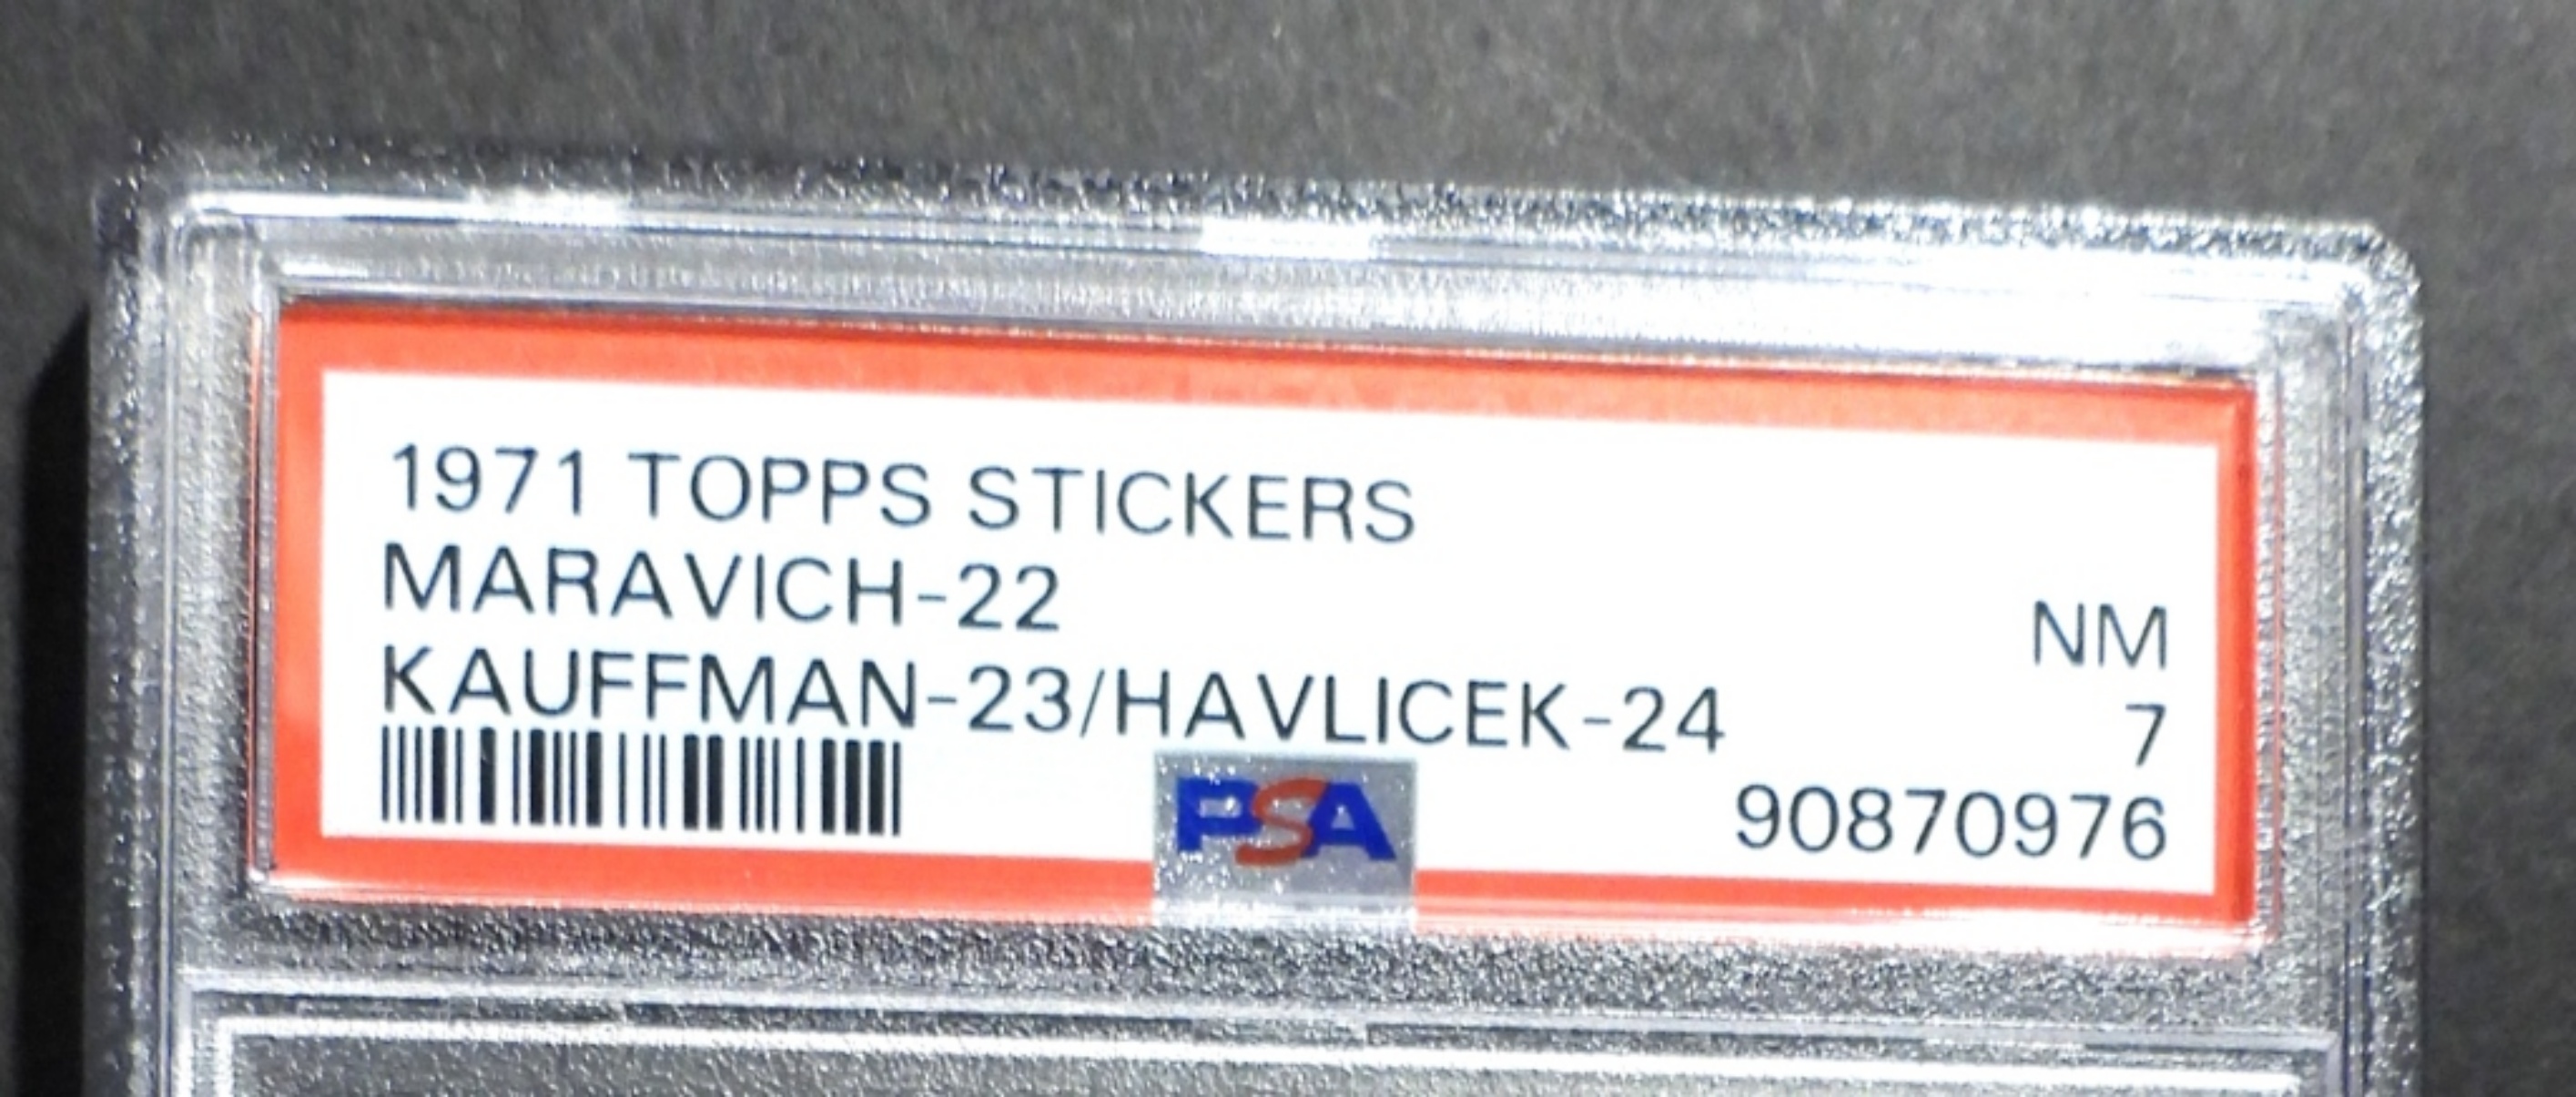 1971 TOPPS STICKERS
MARAVICH-22
NM
KAUFFMAN-23/HAVLICEK-24
7
PSA
90870976